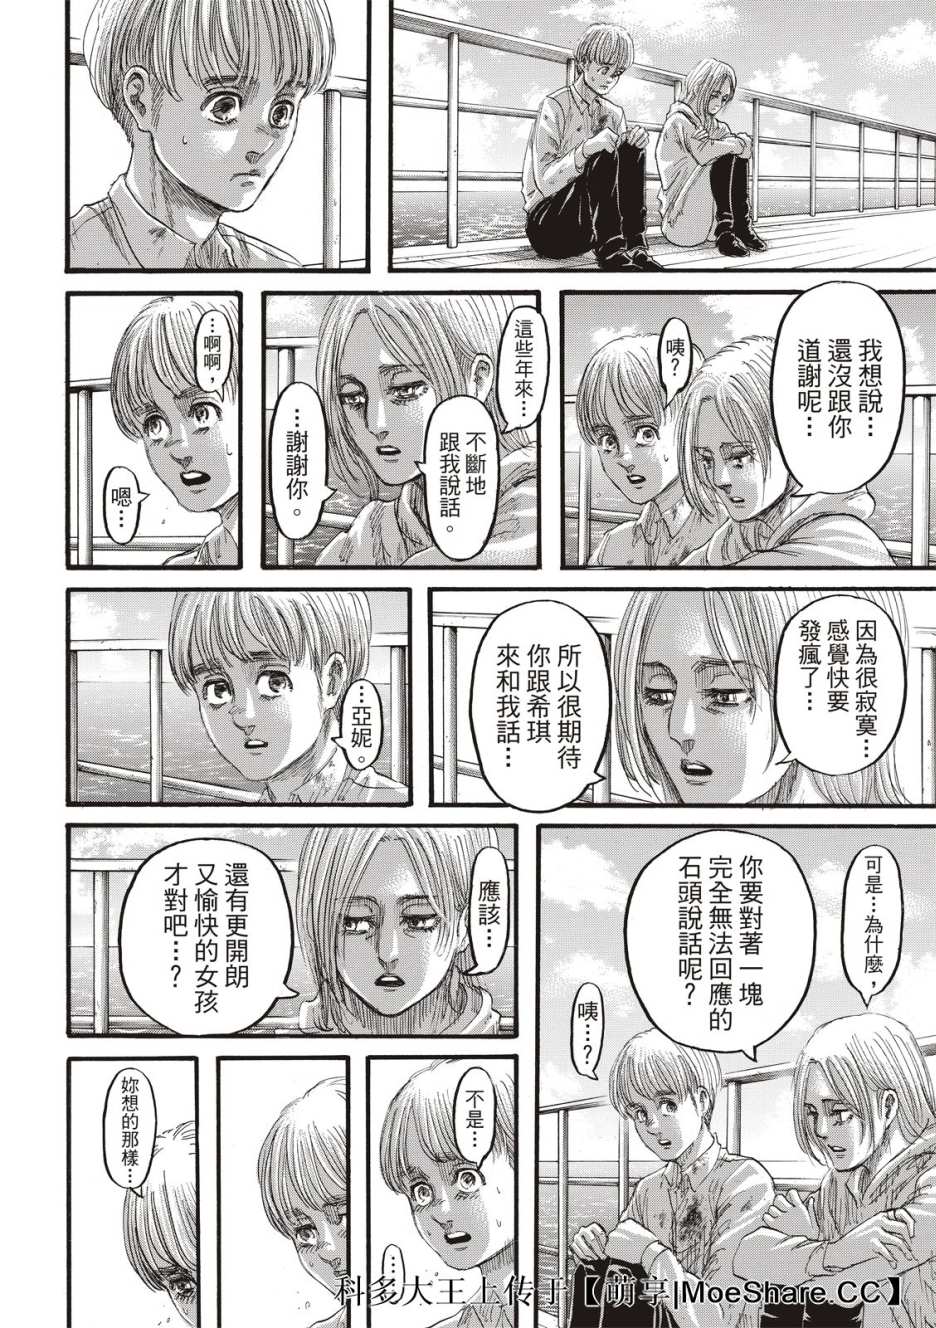 我想說…
還沒跟你
道謝呢…
咦?
這些年來…
不斷地
跟我說話。
…謝謝你。
…啊啊,
嗯…
因為很寂寞…
感覺快要
發瘋了…
所以很期待
你跟希琪
來和我話…
…亞妮。
可是…為什麼,
你要對著一塊
完全無法回應的
石頭說話呢?
咦…?
應該…
還有更開朗
又愉快的女孩
才對吧…?
不是…
…
妳想的那樣…
科多大王上传于【萌享|MoeShare.CC】